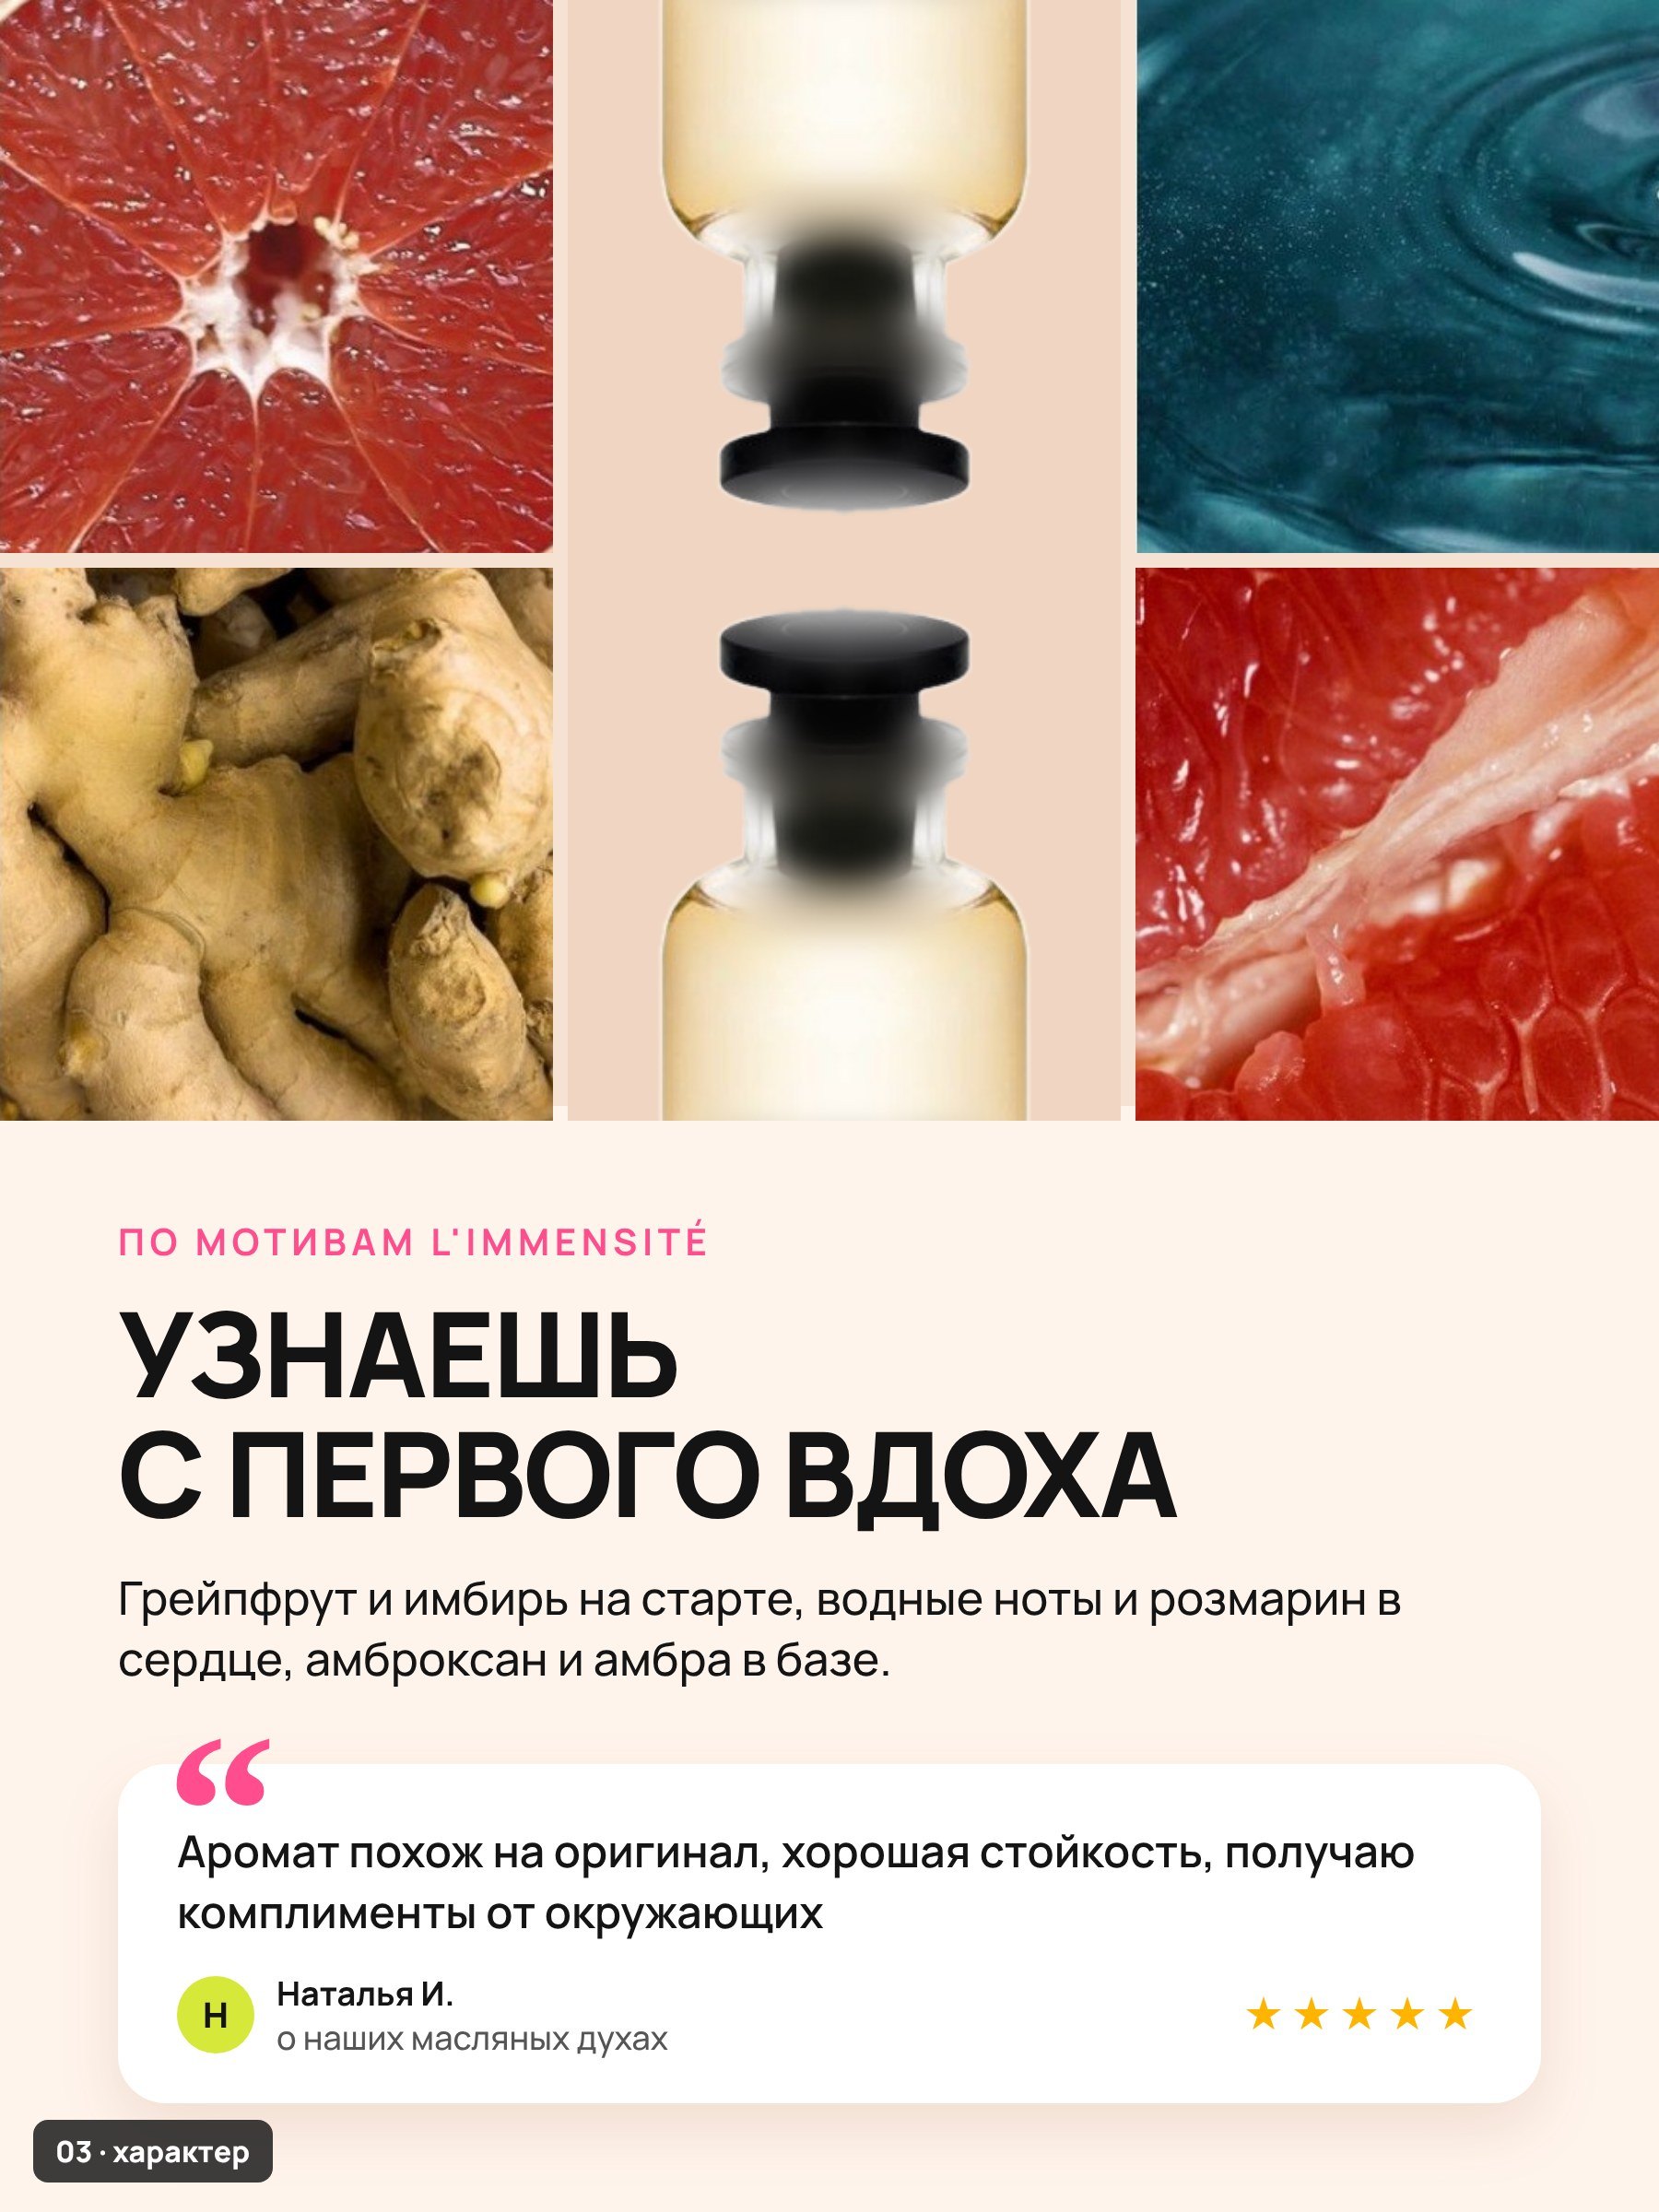 ПО МОТИВАМ L'IMMENSITÉ
УЗНАЕШЬ
С ПЕРВОГО ВДОХА
Грейпфрут и имбирь на старте, водные ноты и розмарин в
сердце, амброксан и амбра в базе.
“
Аромат похож на оригинал, хорошая стойкость, получаю
комплименты от окружающих
Н
Наталья И.
о наших масляных духах
★★★★★
03 · характер